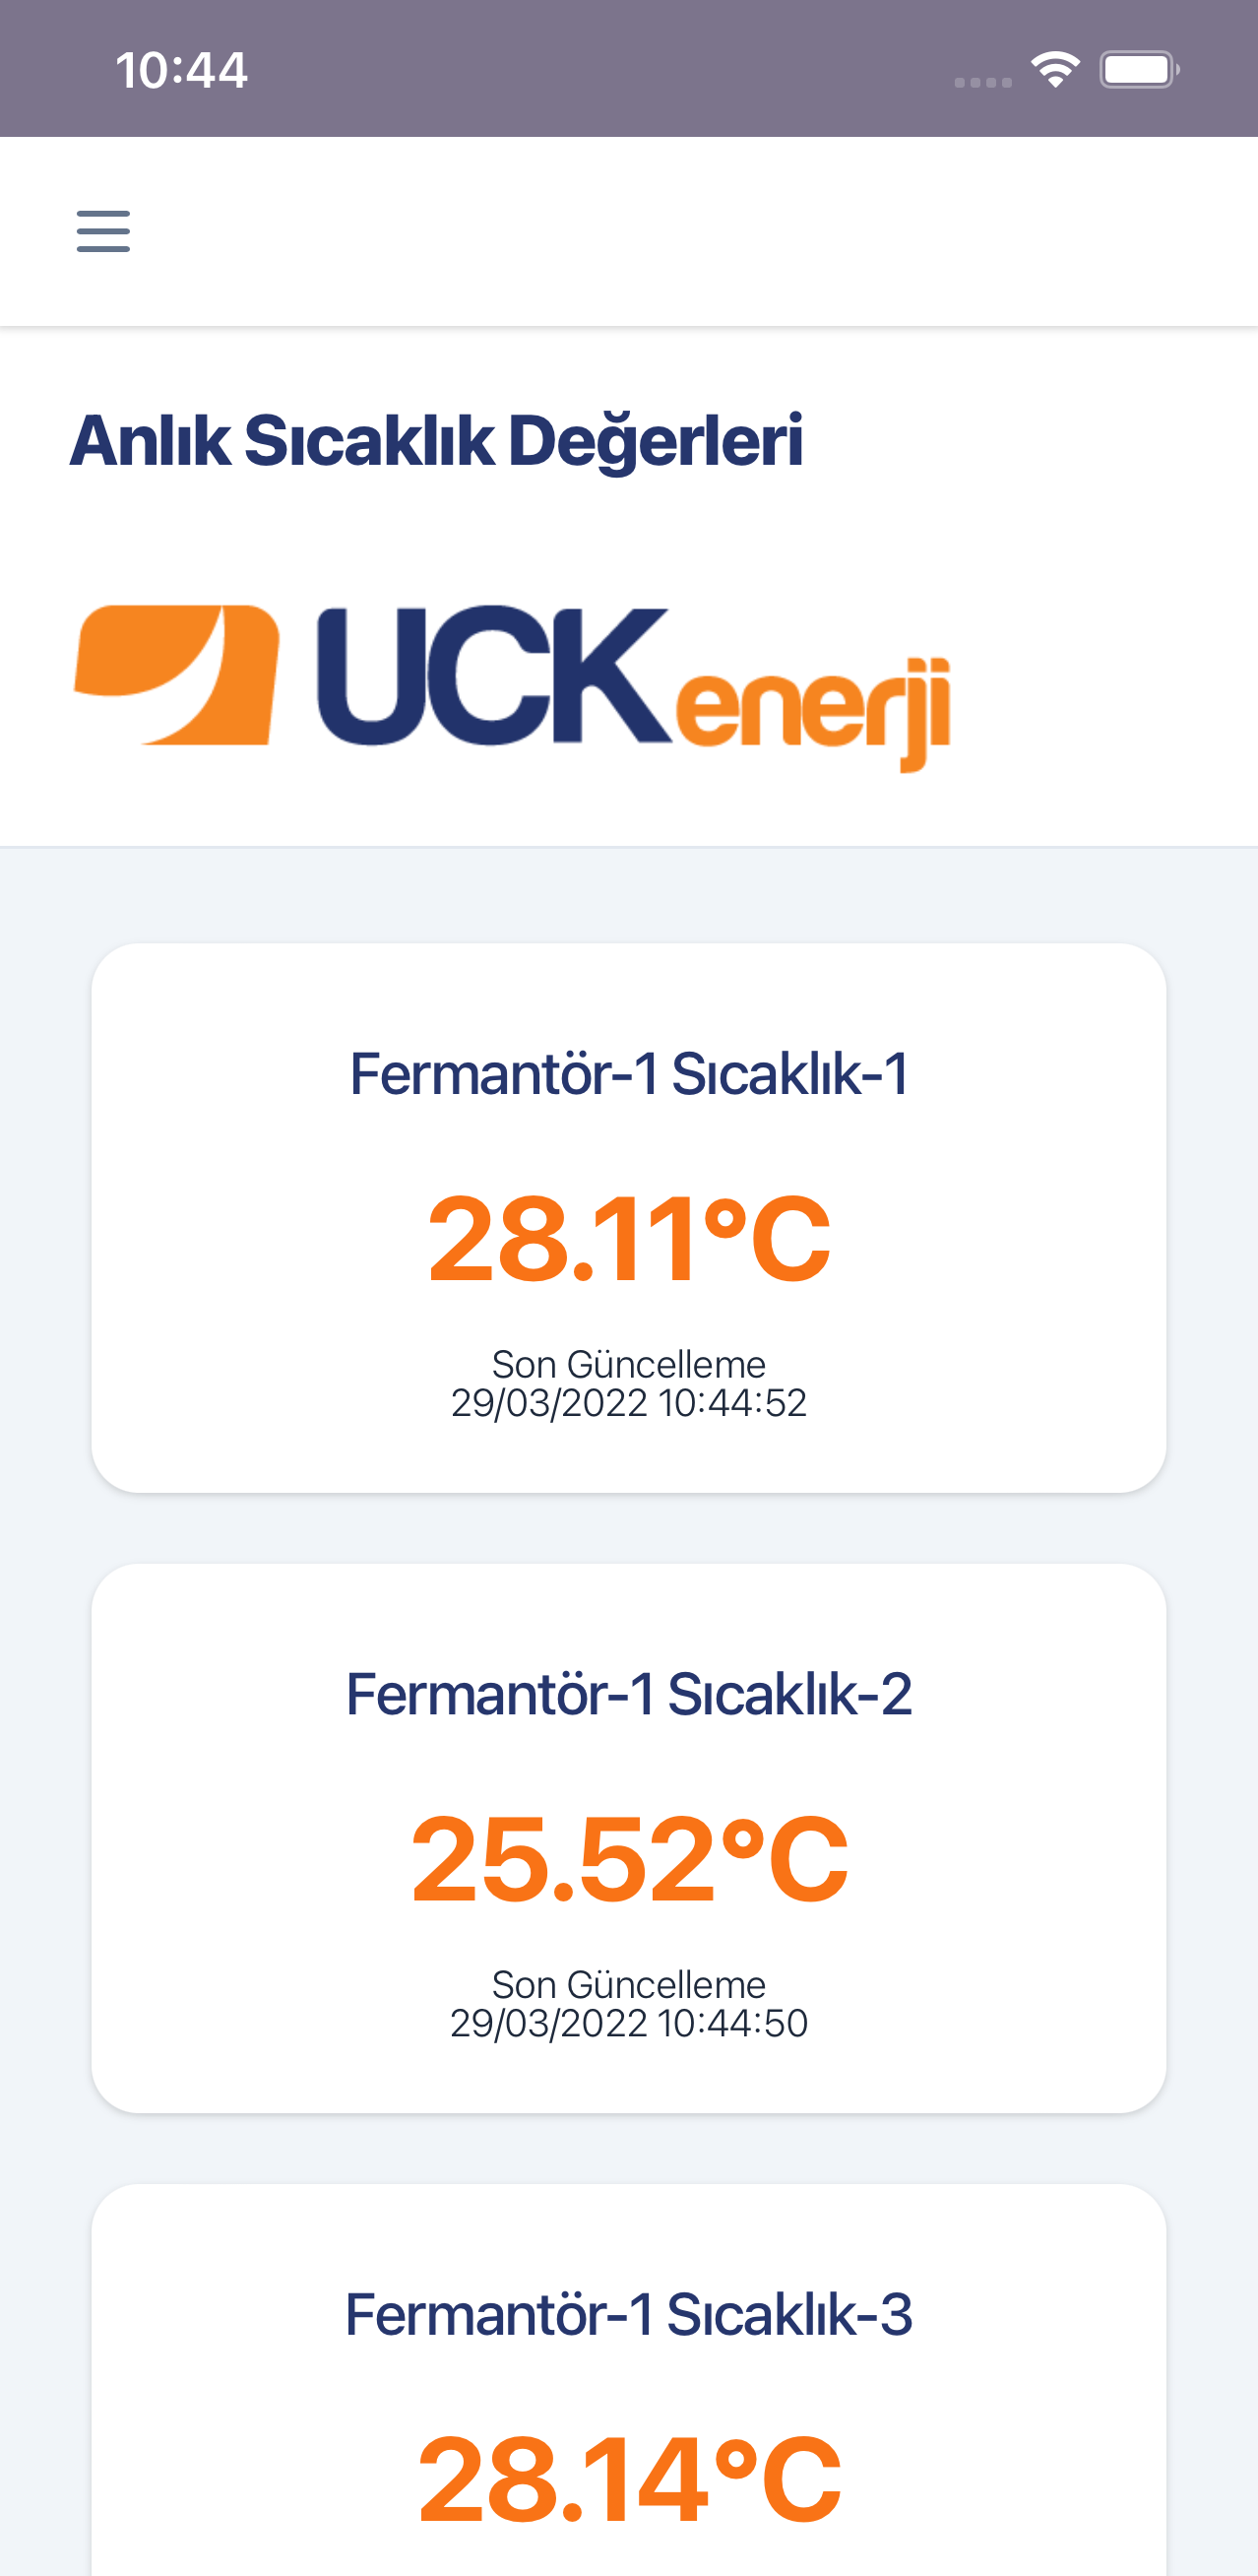 10:44
Anlık Sıcaklık Değerleri
UCKenerji
Fermantör-1 Sıcaklık-1
28.11°C
Son Güncelleme
29/03/2022 10:44:52
Fermantör-1 Sıcaklık-2
25.52°C
Son Güncelleme
29/03/2022 10:44:50
Fermantör-1 Sıcaklık-3
28.14°C